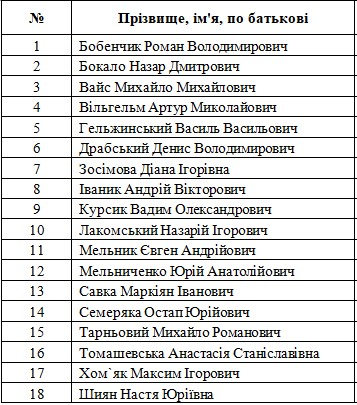 № Прізвище, ім'я, по батькові
1 Бобенчик Роман Володимирович
2 Бокало Назар Дмитрович
3 Вайс Михайло Михайлович
4 Вільгельм Артур Миколайович
5 Гельжинський Василь Васильович
6 Драбський Денис Володимирович
7 Зосімова Діана Ігорівна
8 Іваник Андрій Вікторович
9 Курсик Вадим Олександрович
10 Лакомський Назарій Ігорович
11 Мельник Євген Андрійович
12 Мельниченко Юрій Анатолійович
13 Савка Маркіян Іванович
14 Семеряка Остап Юрійович
15 Тарньовий Михайло Романович
16 Томашевська Анастасія Станіславівна
17 Хом`як Максим Ігорович
18 Шиян Настя Юріївна